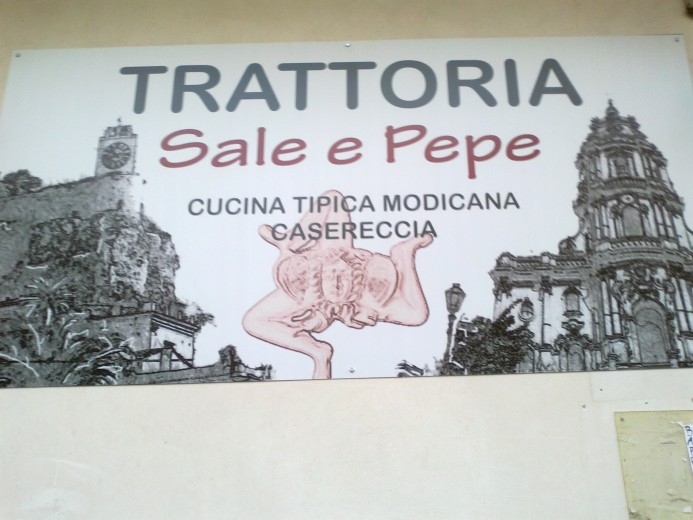 TRATTORIA
Sale e Pepe
CUCINA TIPICA MODICANA
CASERECCIA